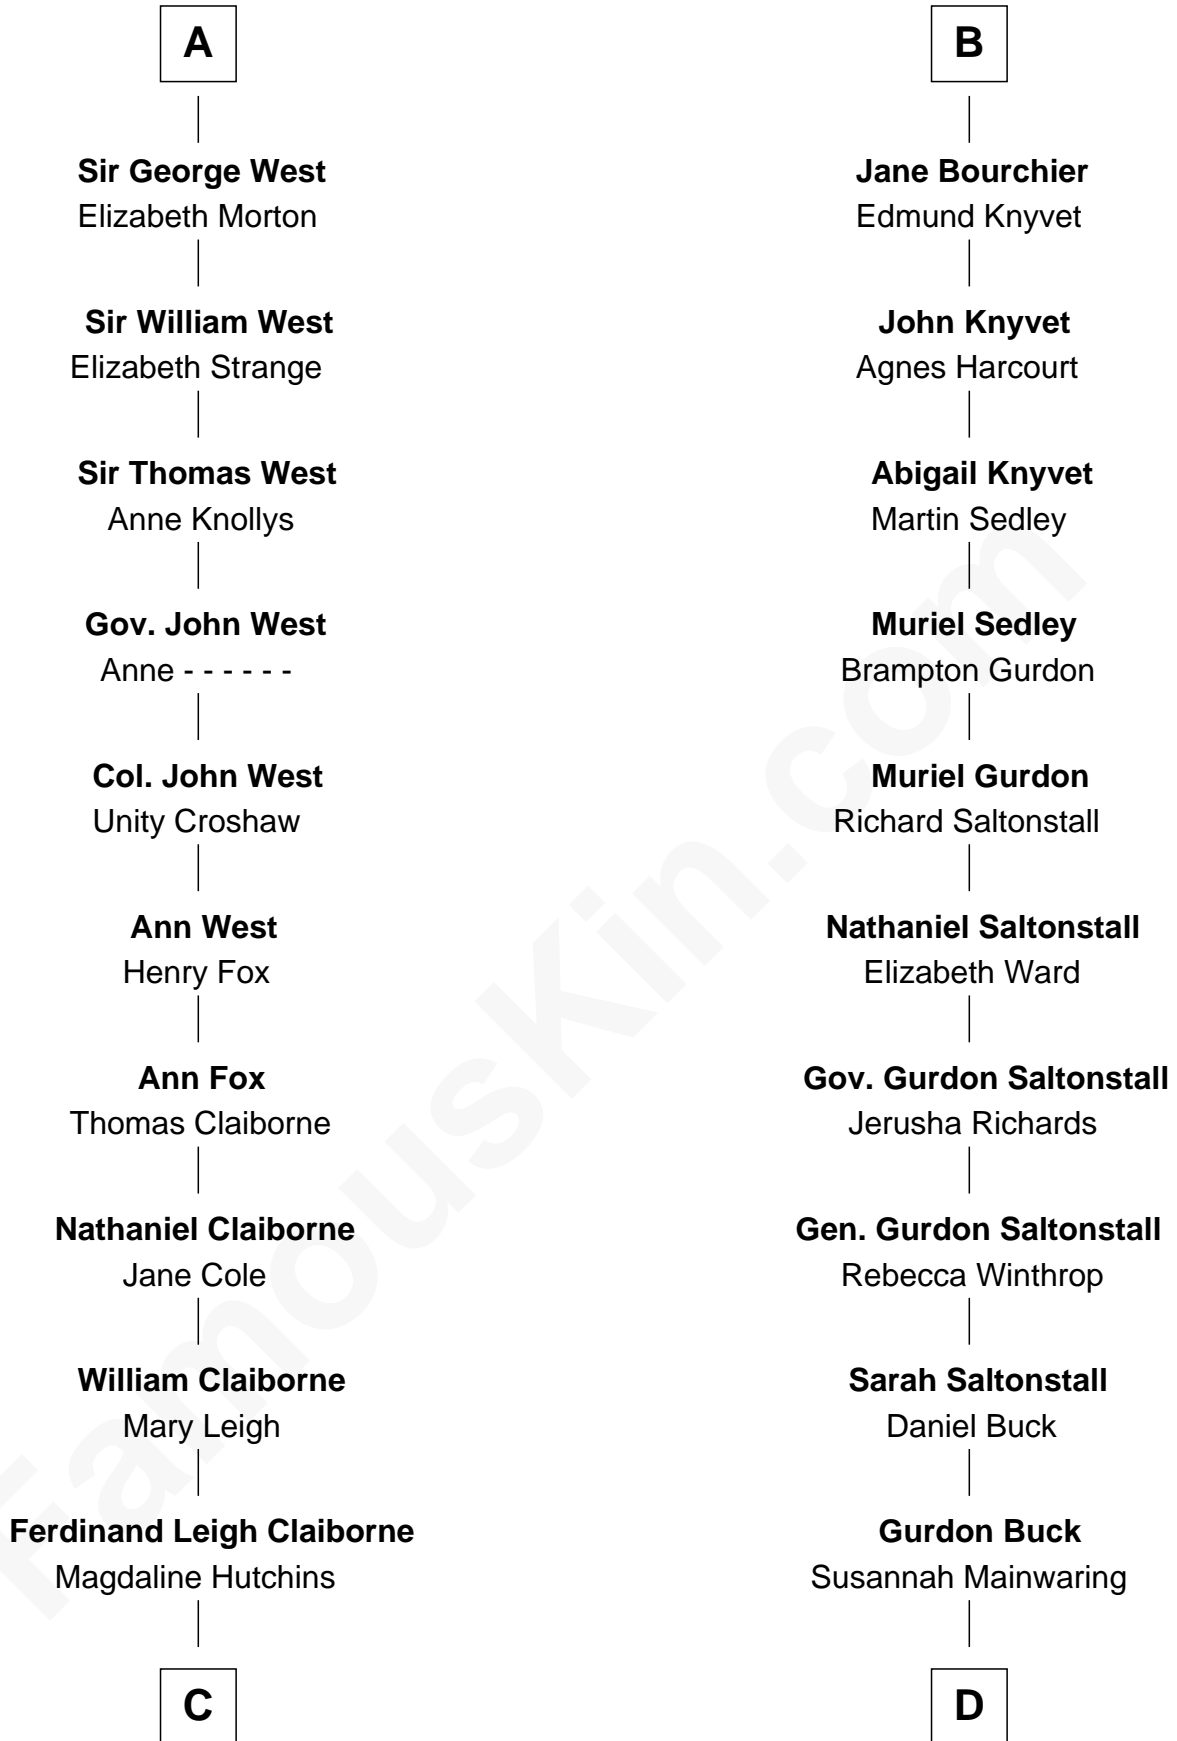 A
Sir George West
Elizabeth Morton
Sir William West
Elizabeth Strange
Sir Thomas West
Anne Knollys
Gov. John West
Anne - - - - - -
Col. John West
Unity Croshaw
Ann West
Henry Fox
Ann Fox
Thomas Claiborne
Nathaniel Claiborne
Jane Cole
William Claiborne
Mary Leigh
Ferdinand Leigh Claiborne
Magdaline Hutchins
C
B
Jane Bourchier
Edmund Knyvet
John Knyvet
Agnes Harcourt
Abigail Knyvet
Martin Sedley
Muriel Sedley
Brampton Gurdon
Muriel Gurdon
Richard Saltonstall
Nathaniel Saltonstall
Elizabeth Ward
Gov. Gurdon Saltonstall
Jerusha Richards
Gen. Gurdon Saltonstall
Rebecca Winthrop
Sarah Saltonstall
Daniel Buck
Gurdon Buck
Susannah Mainwaring
D
FamousKin.com